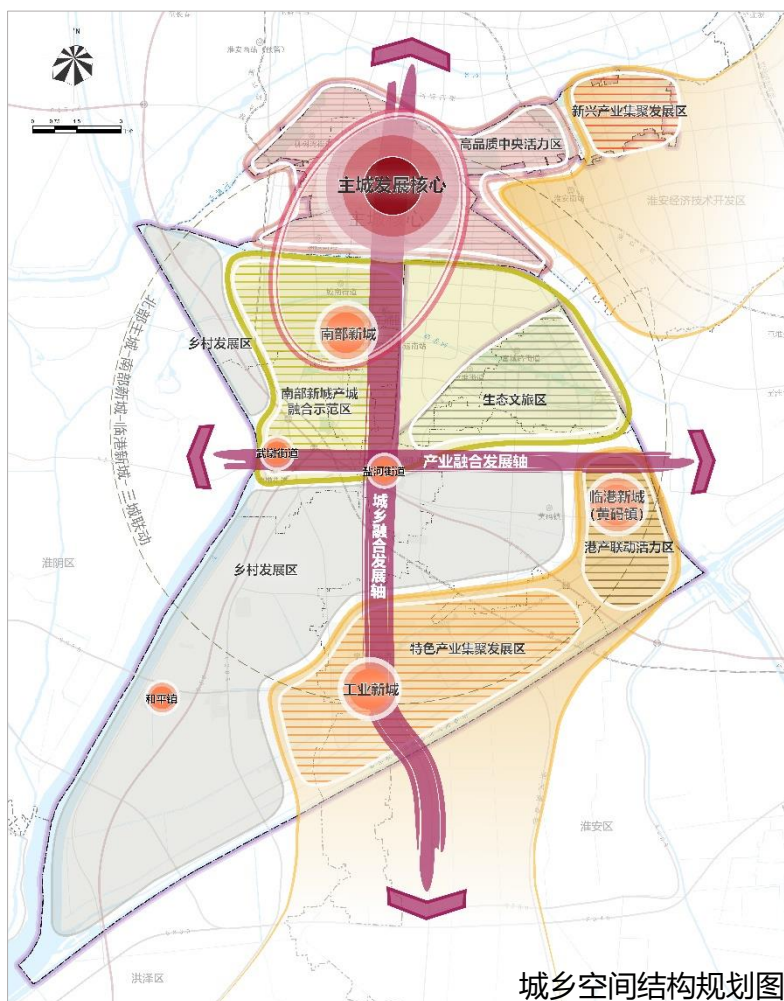 N
新兴产业集聚发展区
高品质中央活力区
主城发展核心
淮安经济技术开发区
乡村发展区
南部新城
南部新城产城
融合示范区
生态文旅区
北部主城-南部新城-临港新城，三城联动
武墩街道
盐河街道
产业融合发展轴
城乡融合发展轴
临港新城
(黄码镇)
港产联动活力区
黄码镇
淮阴区
乡村发展区
特色产业集聚发展区
工业新城
和平镇
淮安区
洪泽区
城乡空间结构规划图